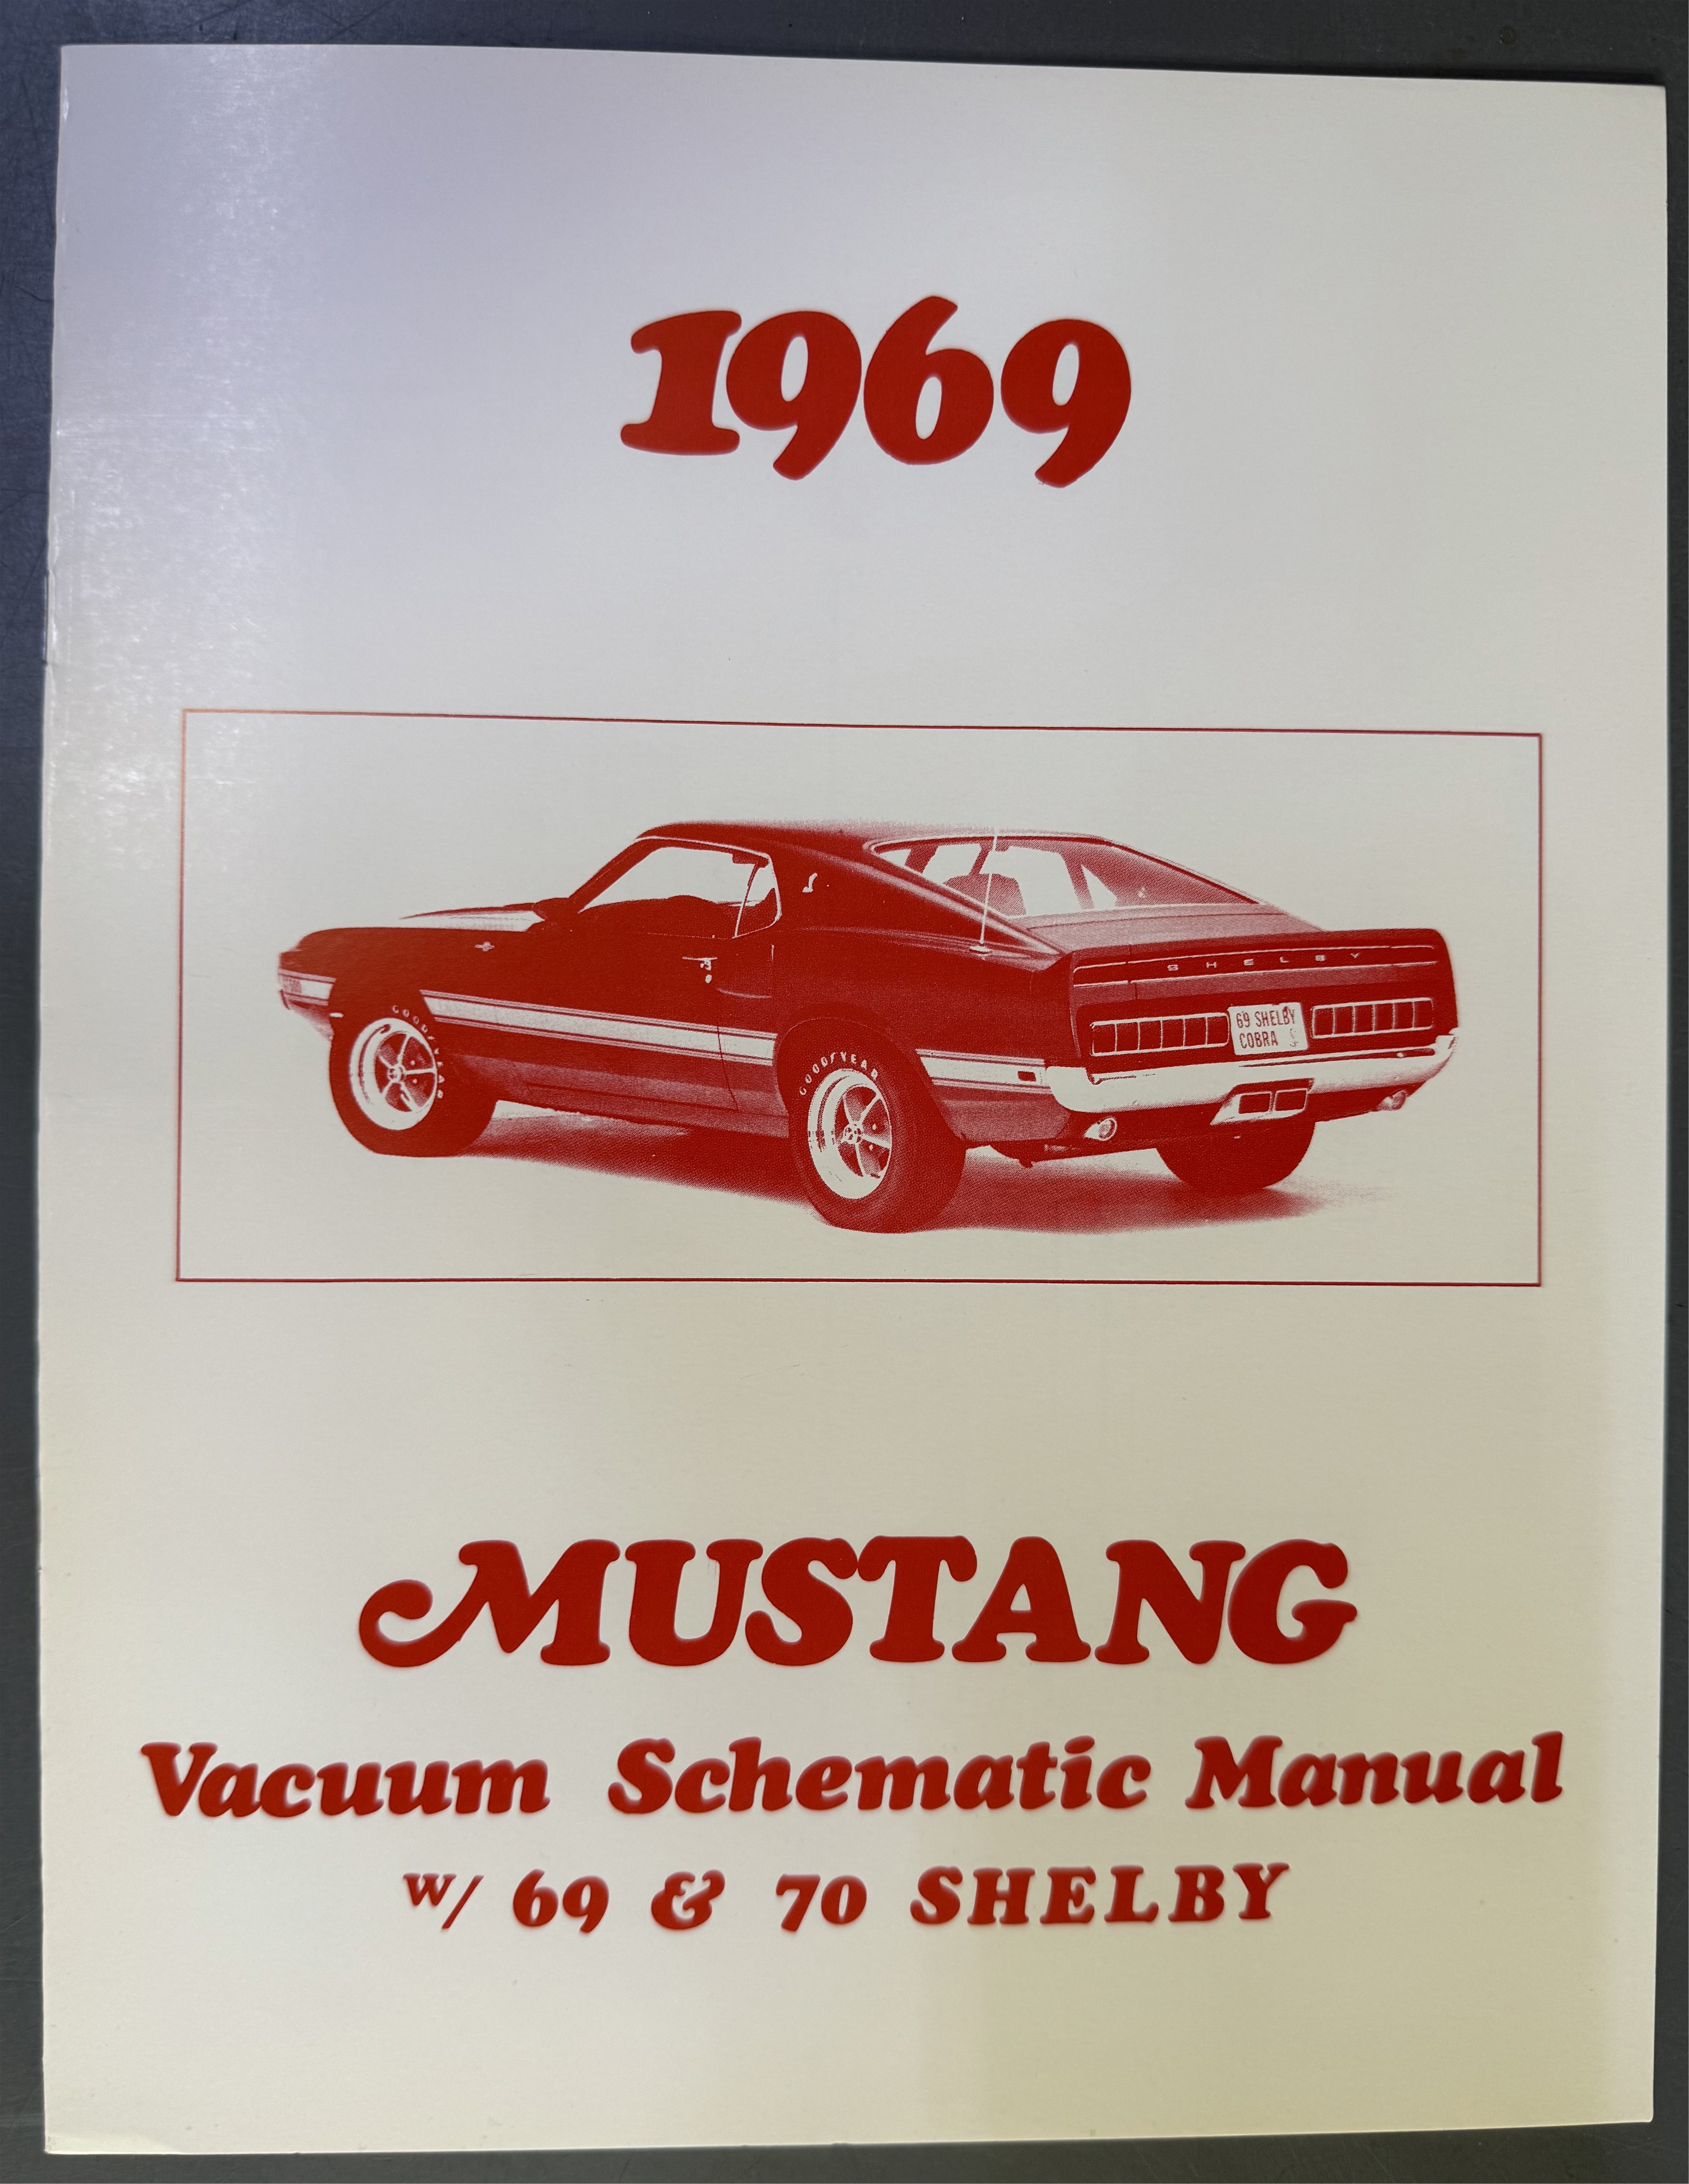 1969
GOODYEAR
SHELBY
69 SHELBY
COBRA
GOODYEAR
MUSTANG
Vacuum Schematic Manual
w/ 69 & 70 SHELBY